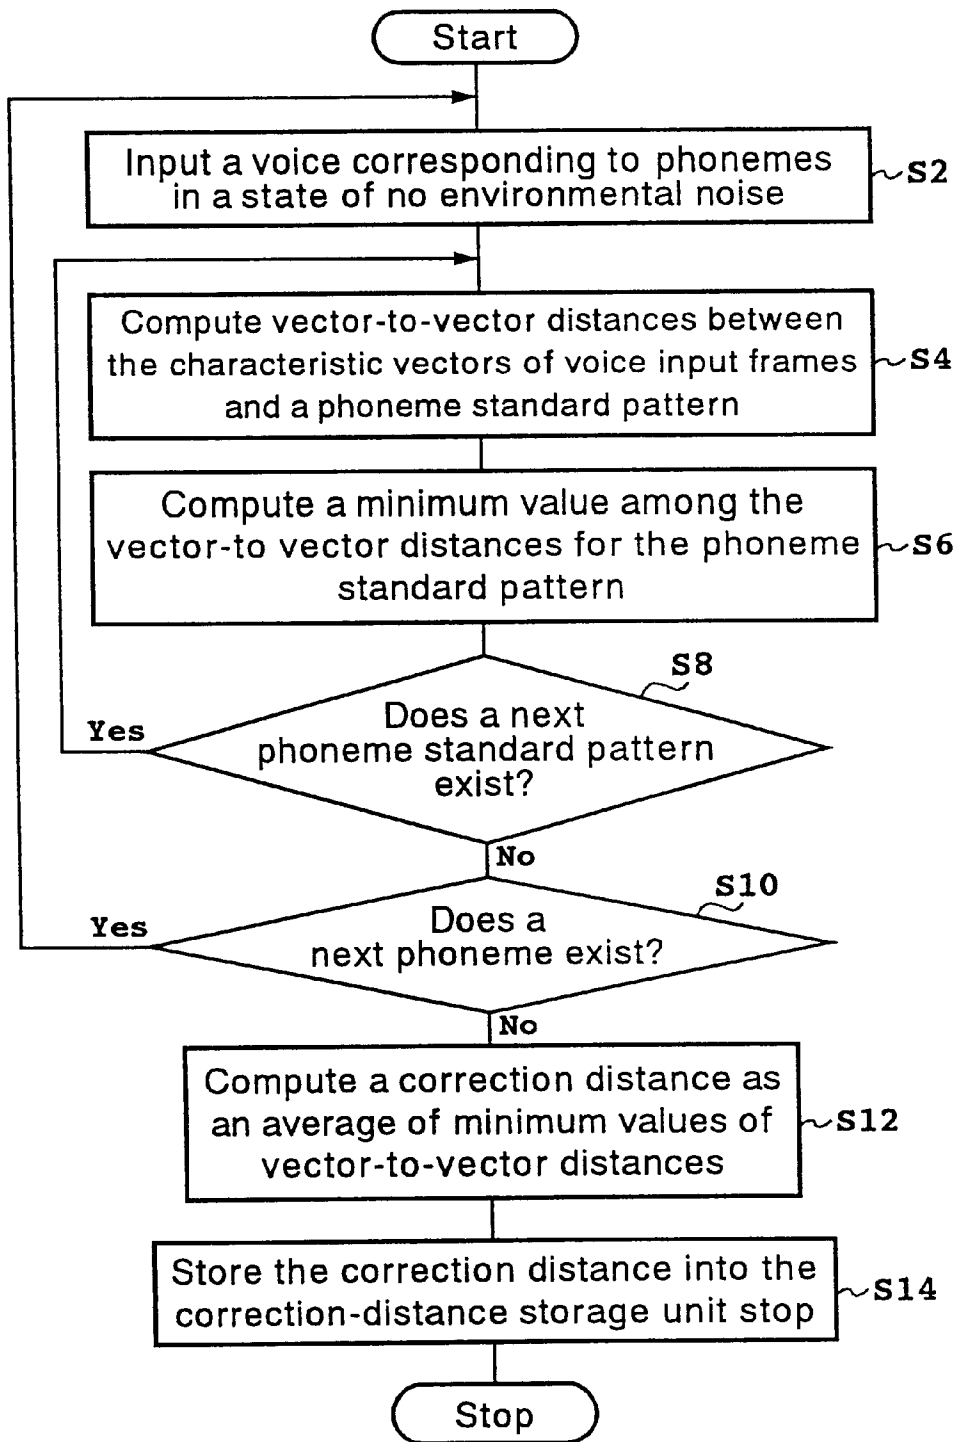 Start
Input a voice corresponding to phonemes
in a state of no environmental noise
S2
Compute vector-to-vector distances between
the characteristic vectors of voice input frames
and a phoneme standard pattern
S4
Compute a minimum value among the
vector-to vector distances for the phoneme
standard pattern
S6
S8
Does a next
phoneme standard pattern
exist?
Yes
No
S10
Does a
next phoneme exist?
Yes
No
Compute a correction distance as
an average of minimum values of
vector-to-vector distances
S12
Store the correction distance into the
correction-distance storage unit stop
S14
Stop